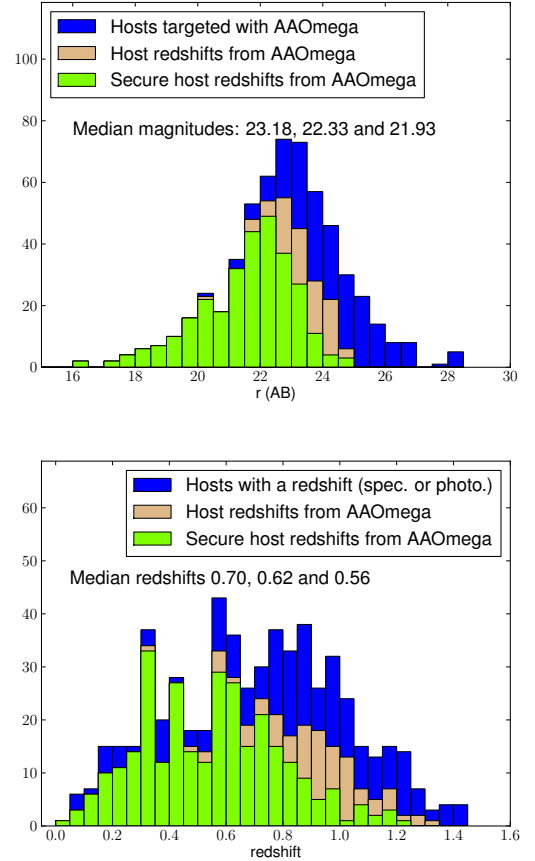 Hosts targeted with AAOmega
Host redshifts from AAOmega
Secure host redshifts from AAOmega
Median magnitudes: 23.18, 22.33 and 21.93
100
80
60
40
20
0
16 18 20 22 24 26 28 30
r (AB)
Hosts with a redshift (spec. or photo.)
Host redshifts from AAOmega
Secure host redshifts from AAOmega
Median redshifts 0.70, 0.62 and 0.56
60
50
40
30
20
10
0
0.0 0.2 0.4 0.6 0.8 1.0 1.2 1.4 1.6
redshift